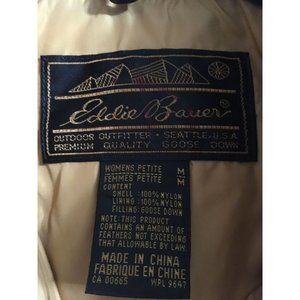 Eddie Bauer®
OUTDOOR OUTFITTER • SEATTLE, U.S.A.
PREMIUM QUALITY GOOSE DOWN
WOMENS PETITE M
FEMMES PETITE M
CONTENT
SHELL : 100% NYLON
LINING : 100% NYLON
FILLING: GOOSE DOWN
NOTE: THIS PRODUCT
CONTAINS AN AMOUNT OF
FEATHERS NOT EXCEEDING
THAT ALLOWABLE BY LAW.
MADE IN CHINA
FABRIQUE EN CHINE
CA 00665 WPL 9647